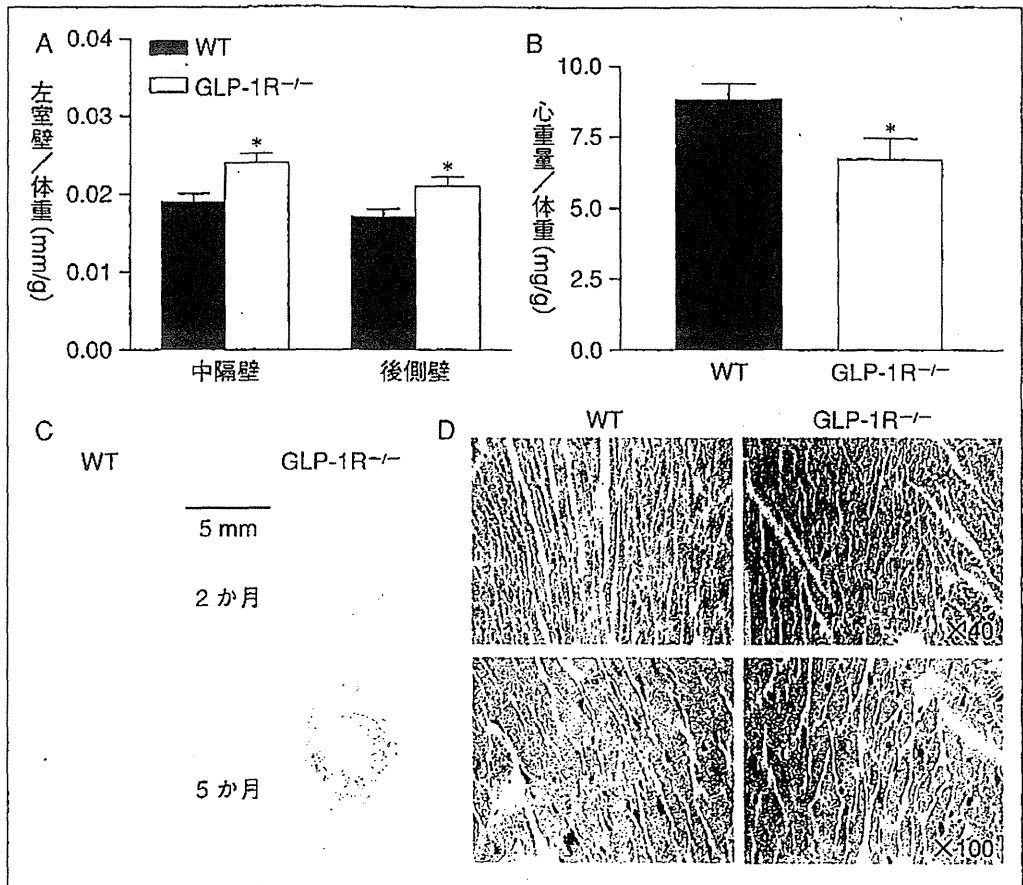 A
0.04
0.03
0.02
0.01
0.00
左室壁/体重(mm/g)
WT
GLP-1R−/−
*
*
中隔壁
後側壁
B
10.0
7.5
5.0
2.5
0.0
心重量/体重(mg/g)
*
WT
GLP-1R−/−
C
WT
GLP-1R−/−
5 mm
2 か月
5 か月
D
WT
GLP-1R−/−
×40
×100